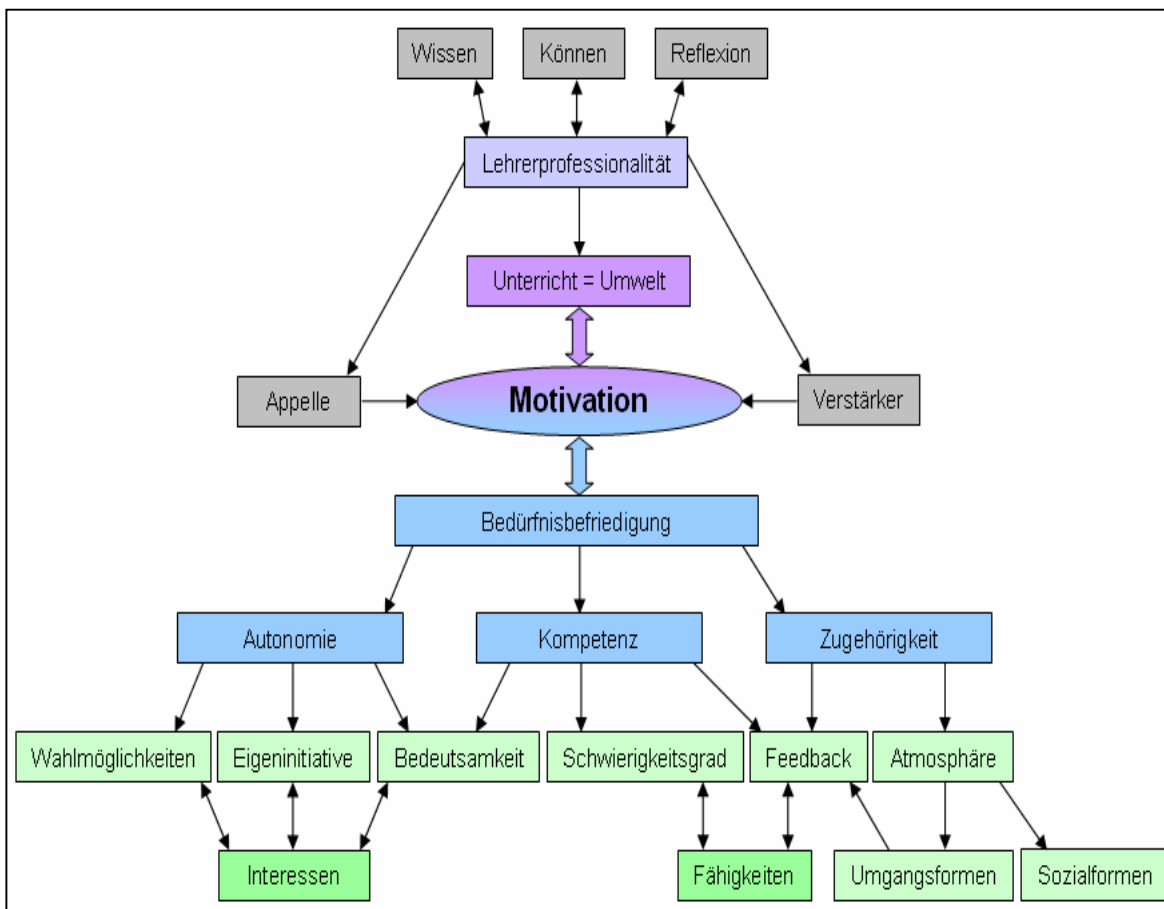 Wissen
Können
Reflexion
Lehrerprofessionalität
Unterricht = Umwelt
Appelle
Motivation
Verstärker
Bedürfnisbefriedigung
Autonomie
Kompetenz
Zugehörigkeit
Wahlmöglichkeiten
Eigeninitiative
Bedeutsamkeit
Schwierigkeitsgrad
Feedback
Atmosphäre
Interessen
Fähigkeiten
Umgangsformen
Sozialformen